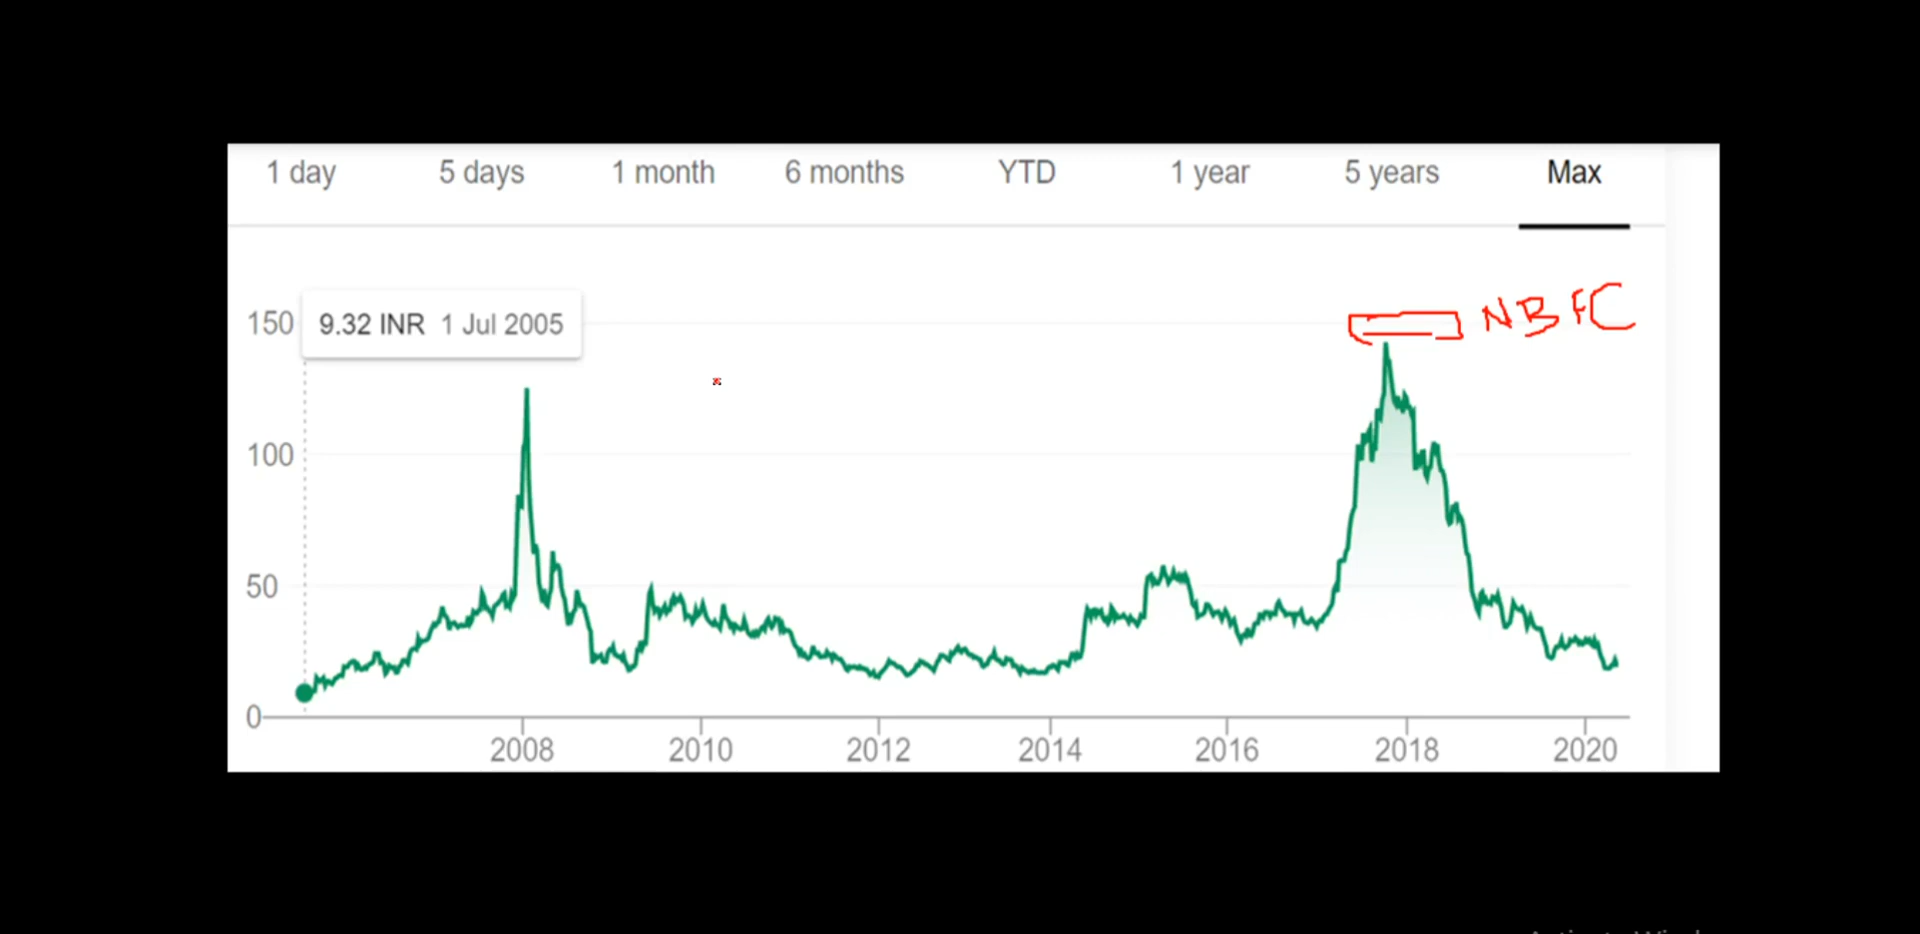 1 day 5 days 1 month 6 months YTD 1 year 5 years Max
150 9.32 INR 1 Jul 2005 NBFC
100
50
0
2008 2010 2012 2014 2016 2018 2020